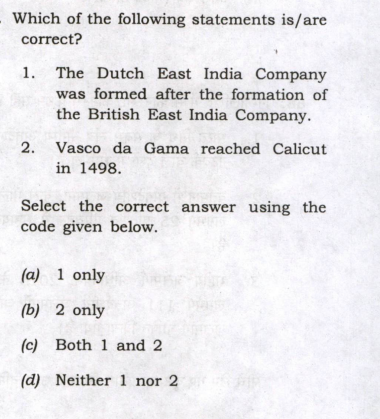 . Which of the following statements is/are
correct?
1. The Dutch East India Company
was formed after the formation of
the British East India Company.
2. Vasco da Gama reached Calicut
in 1498.
Select the correct answer using the
code given below.
(a) 1 only
(b) 2 only
(c) Both 1 and 2
(d) Neither 1 nor 2